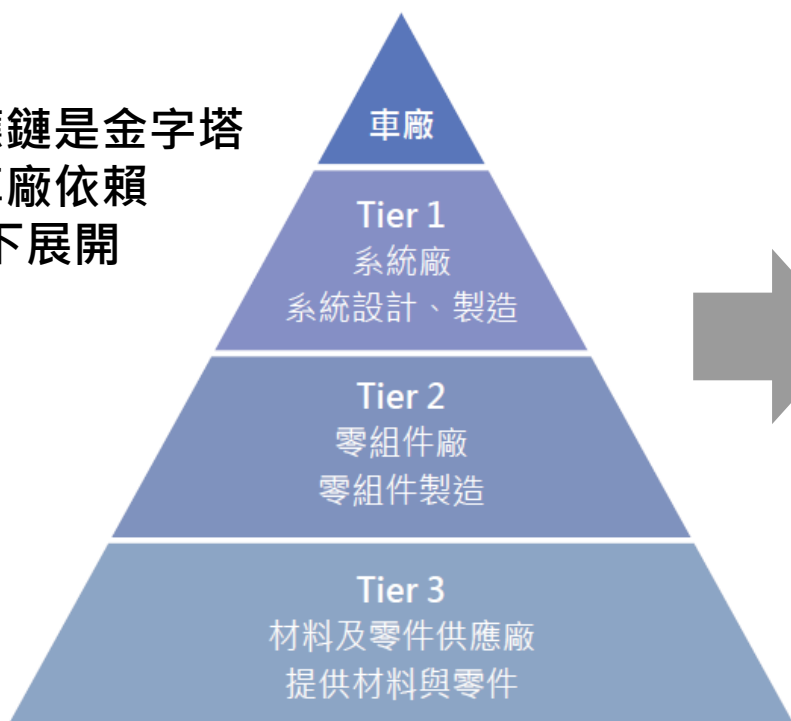 鏈是金字塔
廠依賴
下展開
車廠
Tier 1
系統廠
系統設計、製造
Tier 2
零組件廠
零組件製造
Tier 3
材料及零件供應廠
提供材料與零件